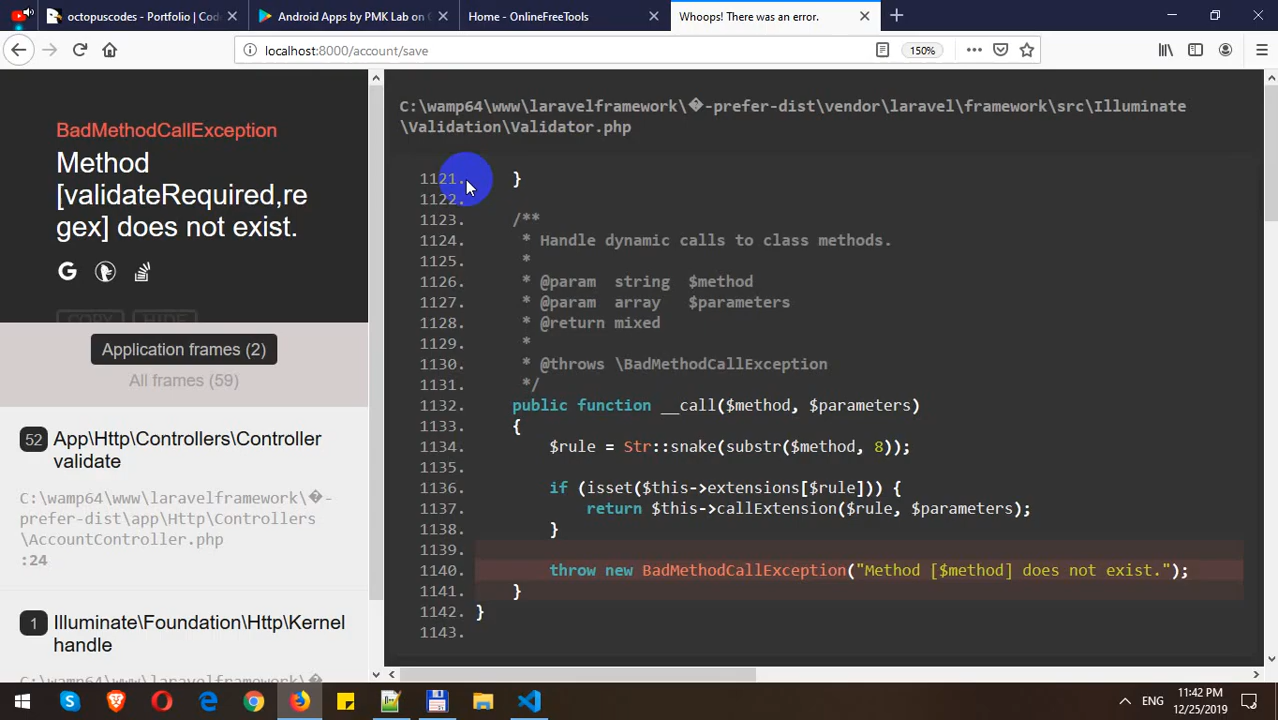 octopuscodes - Portfolio | Cod
Android Apps by PMK Lab on G
Home - OnlineFreeTools
Whoops! There was an error.
localhost:8000/account/save
150%
BadMethodCallException
Method
[validateRequired,re
gex] does not exist.
COPY HIDE
Application frames (2)
All frames (59)
52 App\Http\Controllers\Controller
validate
C:\wamp64\www\laravelframework\�-
prefer-dist\app\Http\Controllers
\AccountController.php
:24
1 Illuminate\Foundation\Http\Kernel
handle
C:\wamp64\www\laravelframework\�-
C:\wamp64\www\laravelframework\�-prefer-dist\vendor\laravel\framework\src\Illuminate
\Validation\Validator.php
1121. }
1122.
1123. /**
1124. * Handle dynamic calls to class methods.
1125. *
1126. * @param string $method
1127. * @param array $parameters
1128. * @return mixed
1129. *
1130. * @throws \BadMethodCallException
1131. */
1132. public function __call($method, $parameters)
1133. {
1134. $rule = Str::snake(substr($method, 8));
1135.
1136. if (isset($this->extensions[$rule])) {
1137. return $this->callExtension($rule, $parameters);
1138. }
1139.
1140. throw new BadMethodCallException("Method [$method] does not exist.");
1141. }
1142. }
1143.
ENG
11:42 PM
12/25/2019